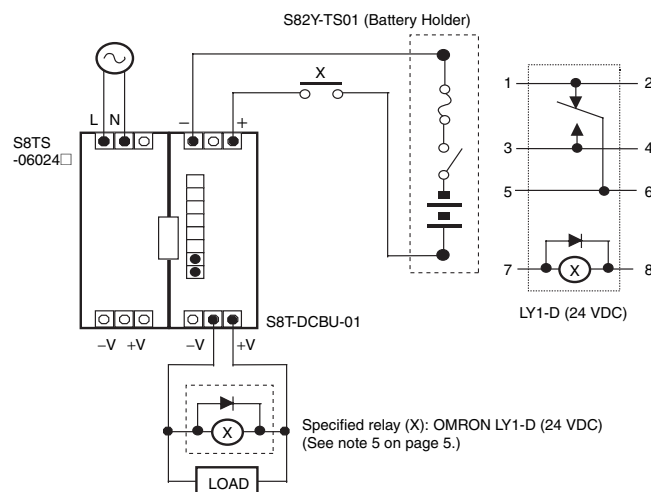 S82Y-TS01 (Battery Holder)
X
L N
– +
1 2
3 4
5 6
S8TS
-06024□
X
7 8
LY1-D (24 VDC)
S8T-DCBU-01
–V +V –V +V
X
Specified relay (X): OMRON LY1-D (24 VDC)
(See note 5 on page 5.)
LOAD